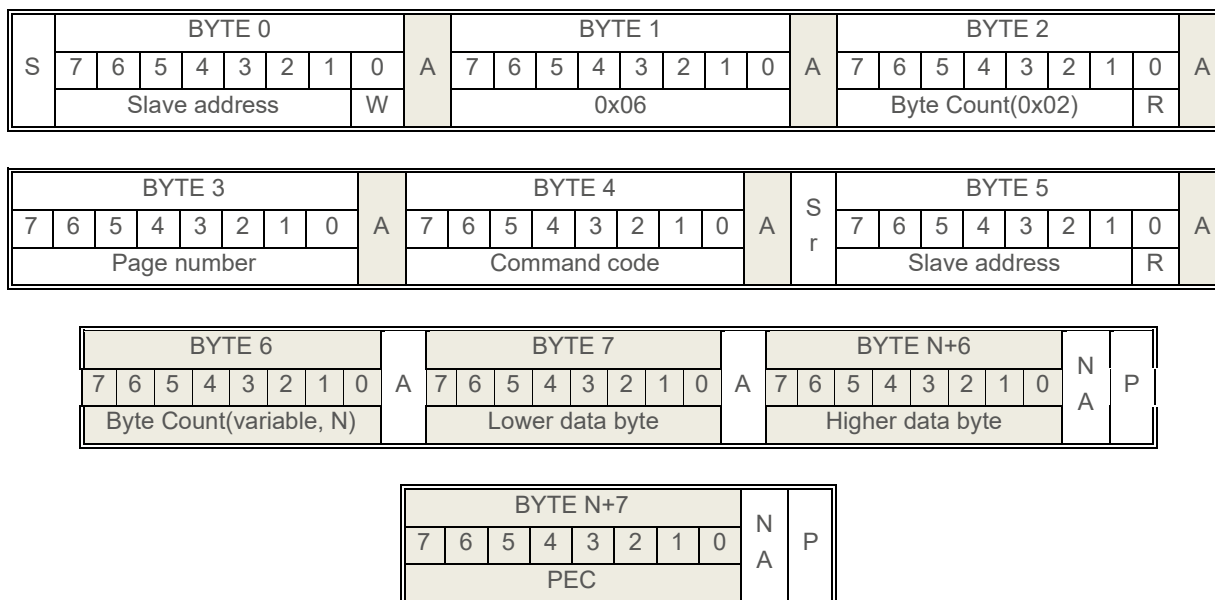 BYTE 0 BYTE 1 BYTE 2
S 7 6 5 4 3 2 1 0 A 7 6 5 4 3 2 1 0 A 7 6 5 4 3 2 1 0 A
Slave address W 0x06 Byte Count(0x02) R
BYTE 3 BYTE 4 BYTE 5
7 6 5 4 3 2 1 0 A 7 6 5 4 3 2 1 0 A Sr 7 6 5 4 3 2 1 0 A
Page number Command code Slave address R
BYTE 6 BYTE 7 BYTE N+6
7 6 5 4 3 2 1 0 A 7 6 5 4 3 2 1 0 A 7 6 5 4 3 2 1 0 NA P
Byte Count(variable, N) Lower data byte Higher data byte
BYTE N+7
7 6 5 4 3 2 1 0 NA P
PEC